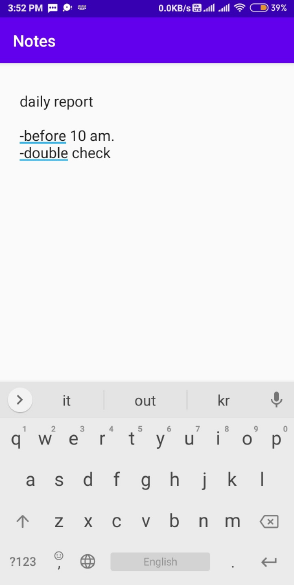 3:52 PM 0.0KB/s 39%
Notes
daily report
-before 10 am.
-double check
it out kr
q1 w2 e3 r4 t5 y6 u7 i8 o9 p0
a s d f g h j k l
z x c v b n m
?123 , English .